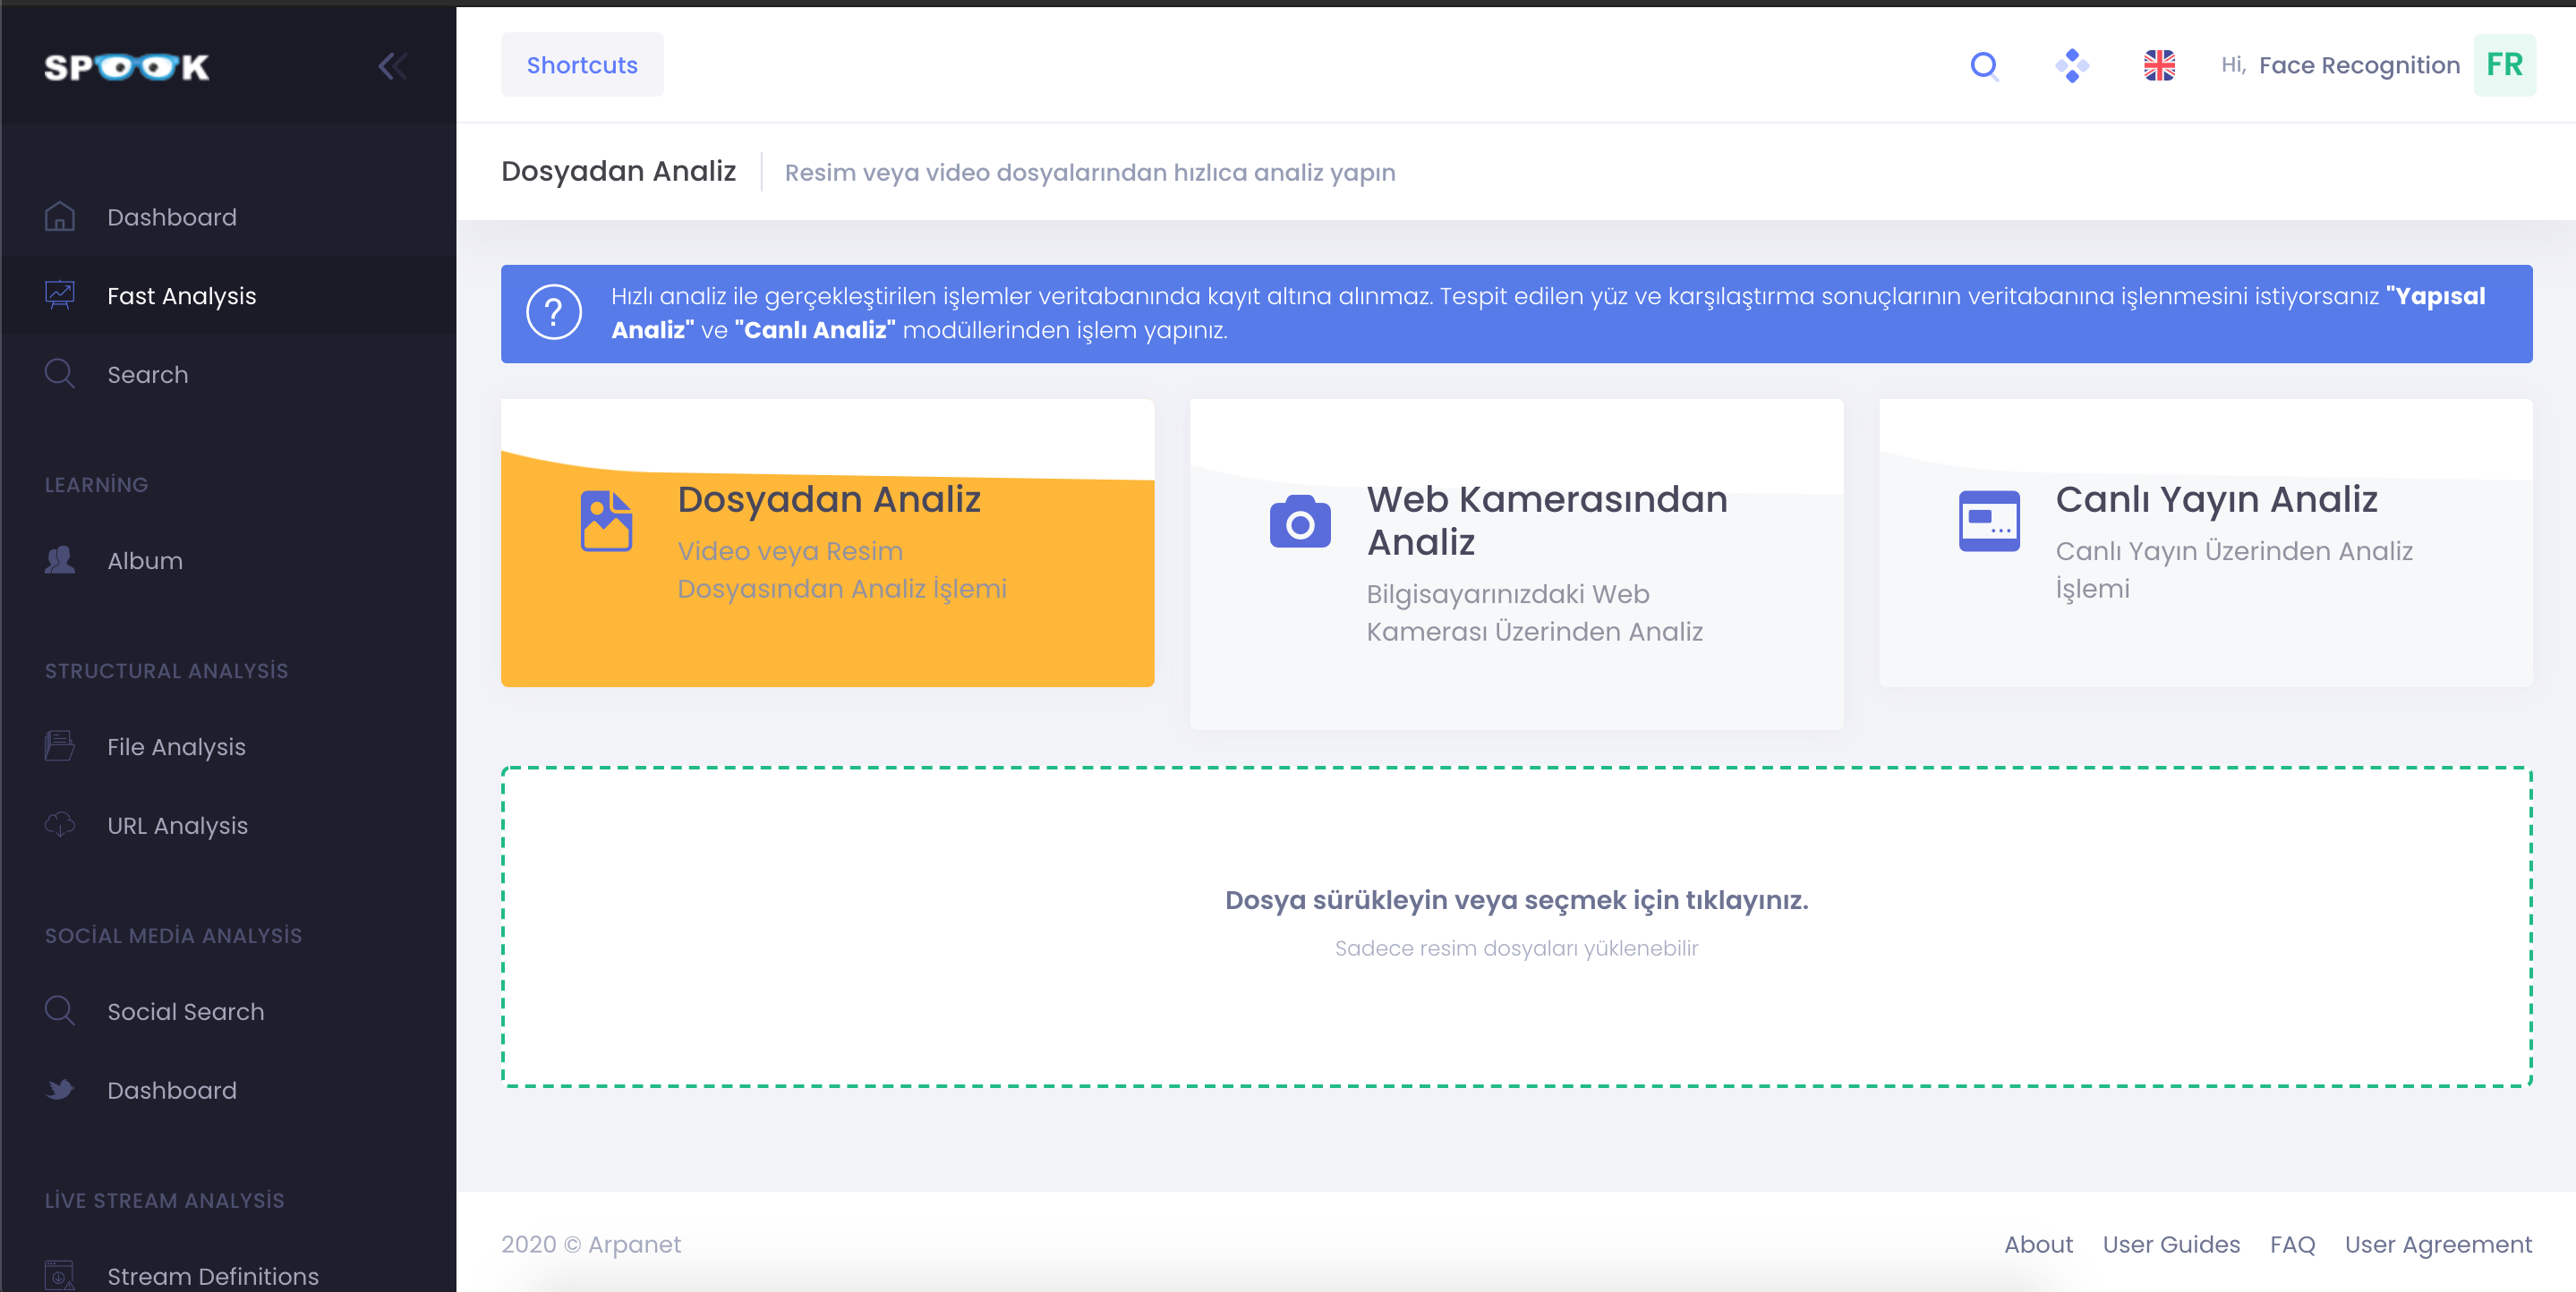 SPOOK
Shortcuts
Hi, Face Recognition FR
Dashboard
Fast Analysis
Search
LEARNİNG
Album
STRUCTURAL ANALYSİS
File Analysis
URL Analysis
SOCİAL MEDİA ANALYSİS
Social Search
Dashboard
LİVE STREAM ANALYSİS
Stream Definitions
Dosyadan Analiz
Resim veya video dosyalarından hızlıca analiz yapın
Hızlı analiz ile gerçekleştirilen işlemler veritabanında kayıt altına alınmaz. Tespit edilen yüz ve karşılaştırma sonuçlarının veritabanına işlenmesini istiyorsanız "Yapısal
Analiz" ve "Canlı Analiz" modüllerinden işlem yapınız.
Dosyadan Analiz
Video veya Resim
Dosyasından Analiz İşlemi
Web Kamerasından
Analiz
Bilgisayarınızdaki Web
Kamerası Üzerinden Analiz
Canlı Yayın Analiz
Canlı Yayın Üzerinden Analiz
İşlemi
Dosya sürükleyin veya seçmek için tıklayınız.
Sadece resim dosyaları yüklenebilir
2020 © Arpanet
About
User Guides
FAQ
User Agreement